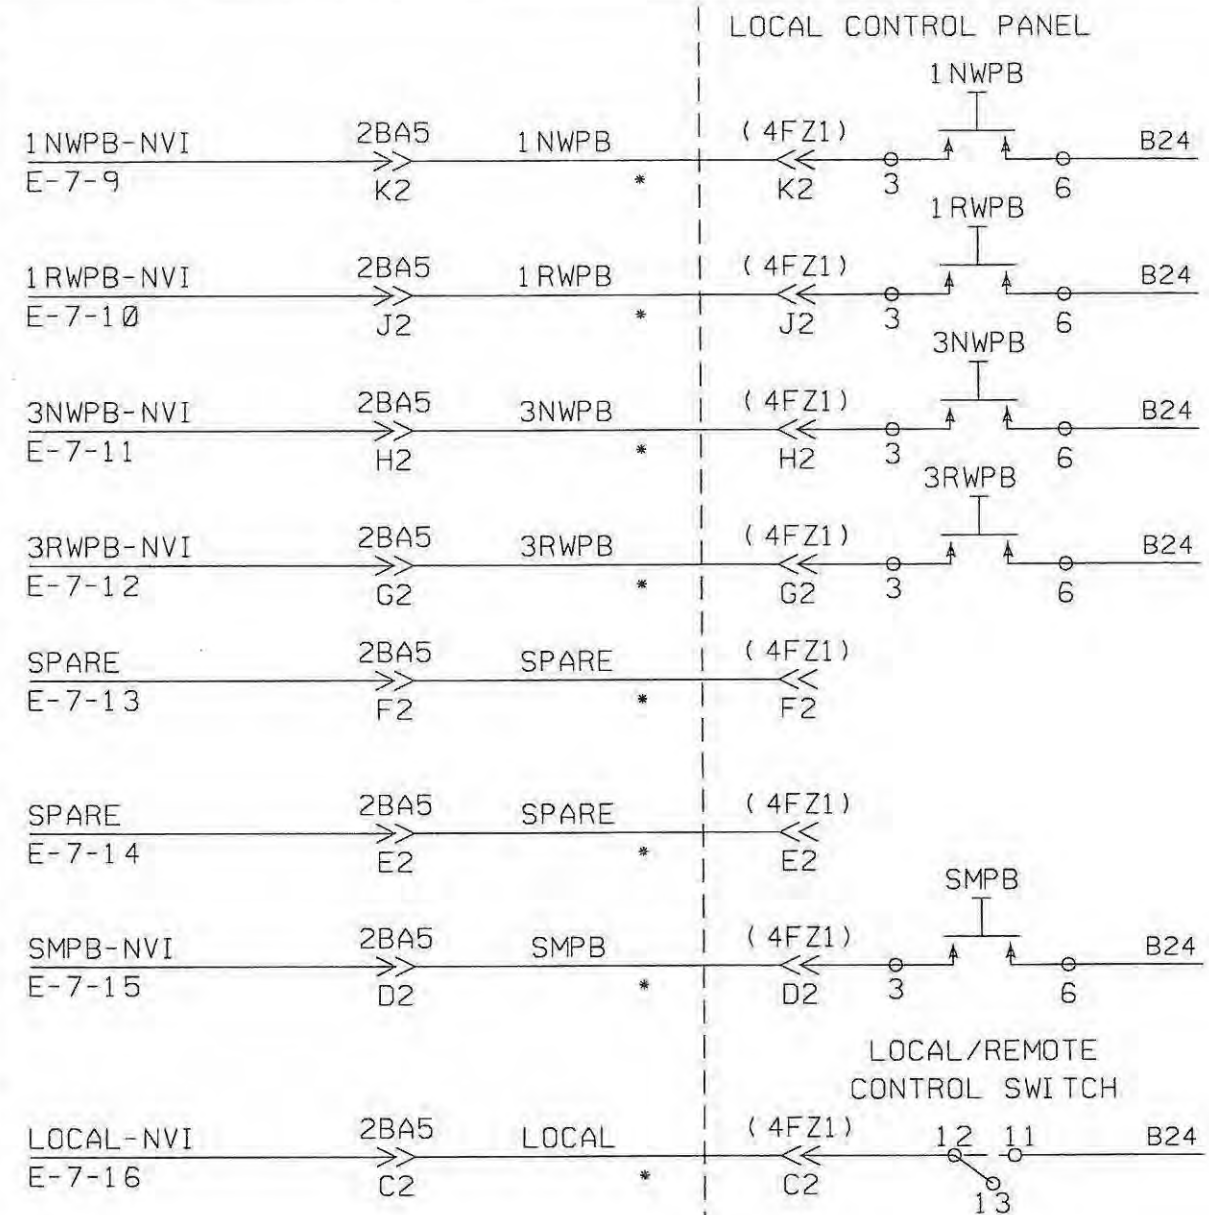 LOCAL CONTROL PANEL
1NWPB
1NWPB-NVI 2BA5 1NWPB (4FZ1) B24
E-7-9 K2 * K2 3 6
1RWPB
1RWPB-NVI 2BA5 1RWPB (4FZ1) B24
E-7-10 J2 * J2 3 6
3NWPB
3NWPB-NVI 2BA5 3NWPB (4FZ1) B24
E-7-11 H2 * H2 3 6
3RWPB
3RWPB-NVI 2BA5 3RWPB (4FZ1) B24
E-7-12 G2 * G2 3 6
SPARE 2BA5 SPARE (4FZ1)
E-7-13 F2 * F2
SPARE 2BA5 SPARE (4FZ1)
E-7-14 E2 * E2
SMPB
SMPB-NVI 2BA5 SMPB (4FZ1) B24
E-7-15 D2 * D2 3 6
LOCAL/REMOTE
CONTROL SWITCH
LOCAL-NVI 2BA5 LOCAL (4FZ1) 12 11 B24
E-7-16 C2 * C2 13